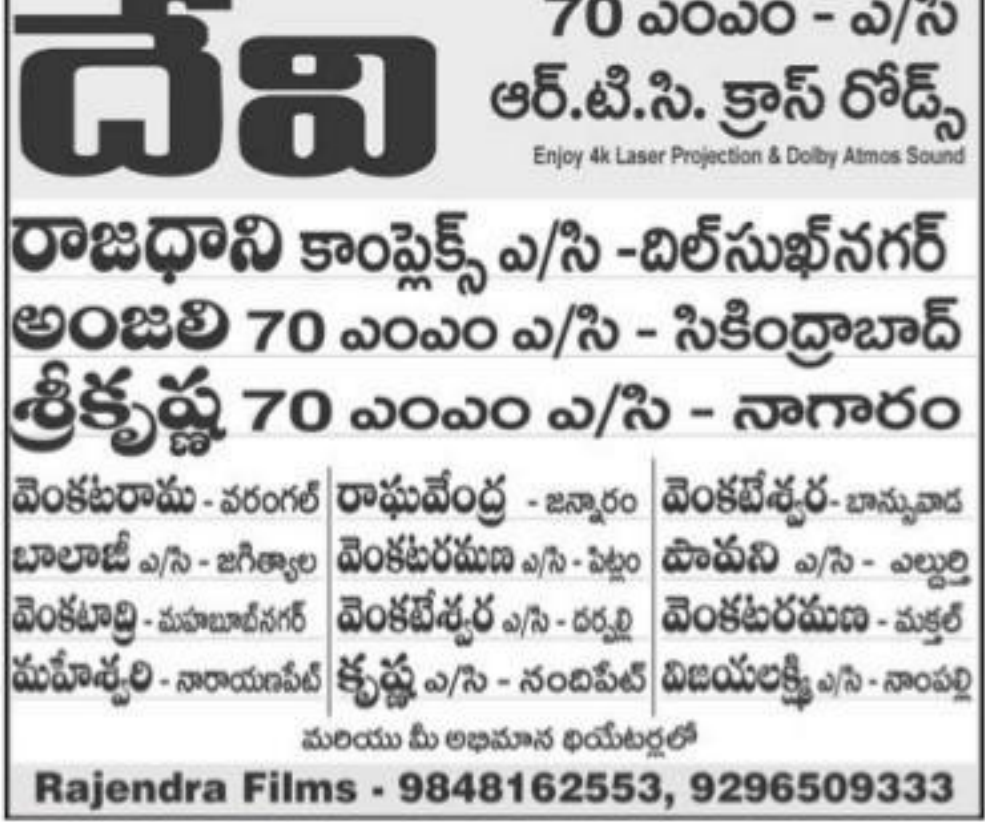 దేవి
70 ఎంఎం - ఎ/సి
ఆర్.టి.సి. క్రాస్ రోడ్స్
Enjoy 4k Laser Projection & Dolby Atmos Sound
రాజధాని కాంప్లెక్స్ ఎ/సి -దిల్‌సుఖ్‌నగర్
అంజలి 70 ఎంఎం ఎ/సి - సికింద్రాబాద్
శ్రీకృష్ణ 70 ఎంఎం ఎ/సి - నాగారం
వెంకటరామ - వరంగల్
బాలాజీ ఎ/సి - జగిత్యాల
వెంకటాద్రి - మహబూబ్‌నగర్
మహేశ్వరి - నారాయణపేట్
రాఘవేంద్ర - జన్నారం
వెంకటరమణ ఎ/సి - పిట్లం
వెంకటేశ్వర ఎ/సి - దర్పల్లి
కృష్ణ ఎ/సి - నందిపేట్
వెంకటేశ్వర- బాన్సువాడ
పావని ఎ/సి - ఎల్దుర్తి
వెంకటరమణ - మక్తల్
విజయలక్ష్మి ఎ/సి - నాంపల్లి
మరియు మీ అభిమాన థియేటర్లలో
Rajendra Films - 9848162553, 9296509333